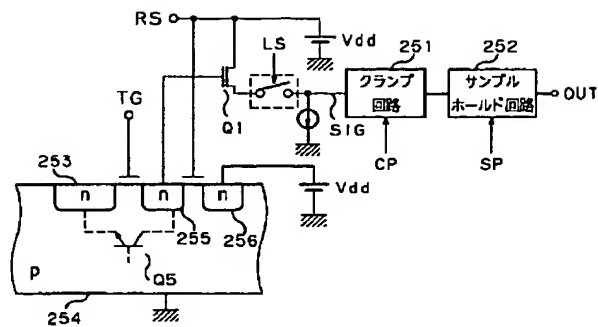 RS
LS
Vdd
251
252
クランプ
回路
サンプル
ホールド回路
OUT
TG
Q1
SIG
CP
SP
253
n
n
n
Vdd
255
256
P
Q5
254